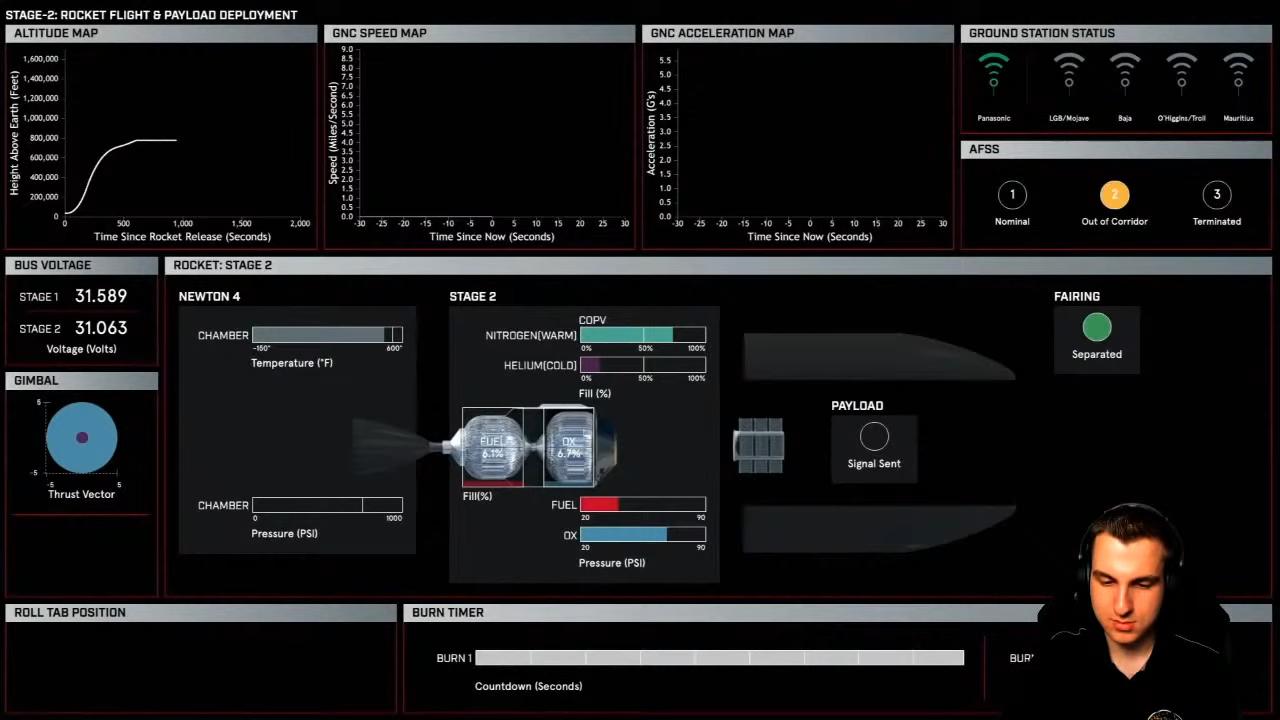 STAGE-2: ROCKET FLIGHT & PAYLOAD DEPLOYMENT
ALTITUDE MAP
1,600,000
1,400,000
1,200,000
1,000,000
800,000
600,000
400,000
200,000
0
Height Above Earth (Feet)
0 500 1,000 1,500 2,000
Time Since Rocket Release (Seconds)
GNC SPEED MAP
9.0
8.5
8.0
7.5
7.0
6.5
6.0
5.5
5.0
4.5
4.0
3.5
3.0
2.5
2.0
1.5
1.0
0.5
0.0
Speed (Miles/Second)
-30 -25 -20 -15 -10 -5 0 5 10 15 20 25 30
Time Since Now (Seconds)
GNC ACCELERATION MAP
5.5
5.0
4.5
4.0
3.5
3.0
2.5
2.0
1.5
1.0
0.5
0.0
Acceleration (G's)
-30 -25 -20 -15 -10 -5 0 5 10 15 20 25 30
Time Since Now (Seconds)
GROUND STATION STATUS
Panasonic LGB/Mojave Baja O'Higgins/Troll Mauritius
AFSS
1 2 3
Nominal Out of Corridor Terminated
BUS VOLTAGE
STAGE 1 31.589
STAGE 2 31.063
Voltage (Volts)
GIMBAL
5
-5
-5 5
Thrust Vector
ROCKET: STAGE 2
NEWTON 4
CHAMBER
-150° 600°
Temperature (°F)
CHAMBER
0 1000
Pressure (PSI)
STAGE 2
COPV
NITROGEN(WARM)
0% 50% 100%
HELIUM(COLD)
0% 50% 100%
Fill (%)
FUEL
6.1%
OX
6.7%
Fill(%)
FUEL
20 90
OX
20 90
Pressure (PSI)
PAYLOAD
Signal Sent
FAIRING
Separated
ROLL TAB POSITION
BURN TIMER
BURN 1
Countdown (Seconds)